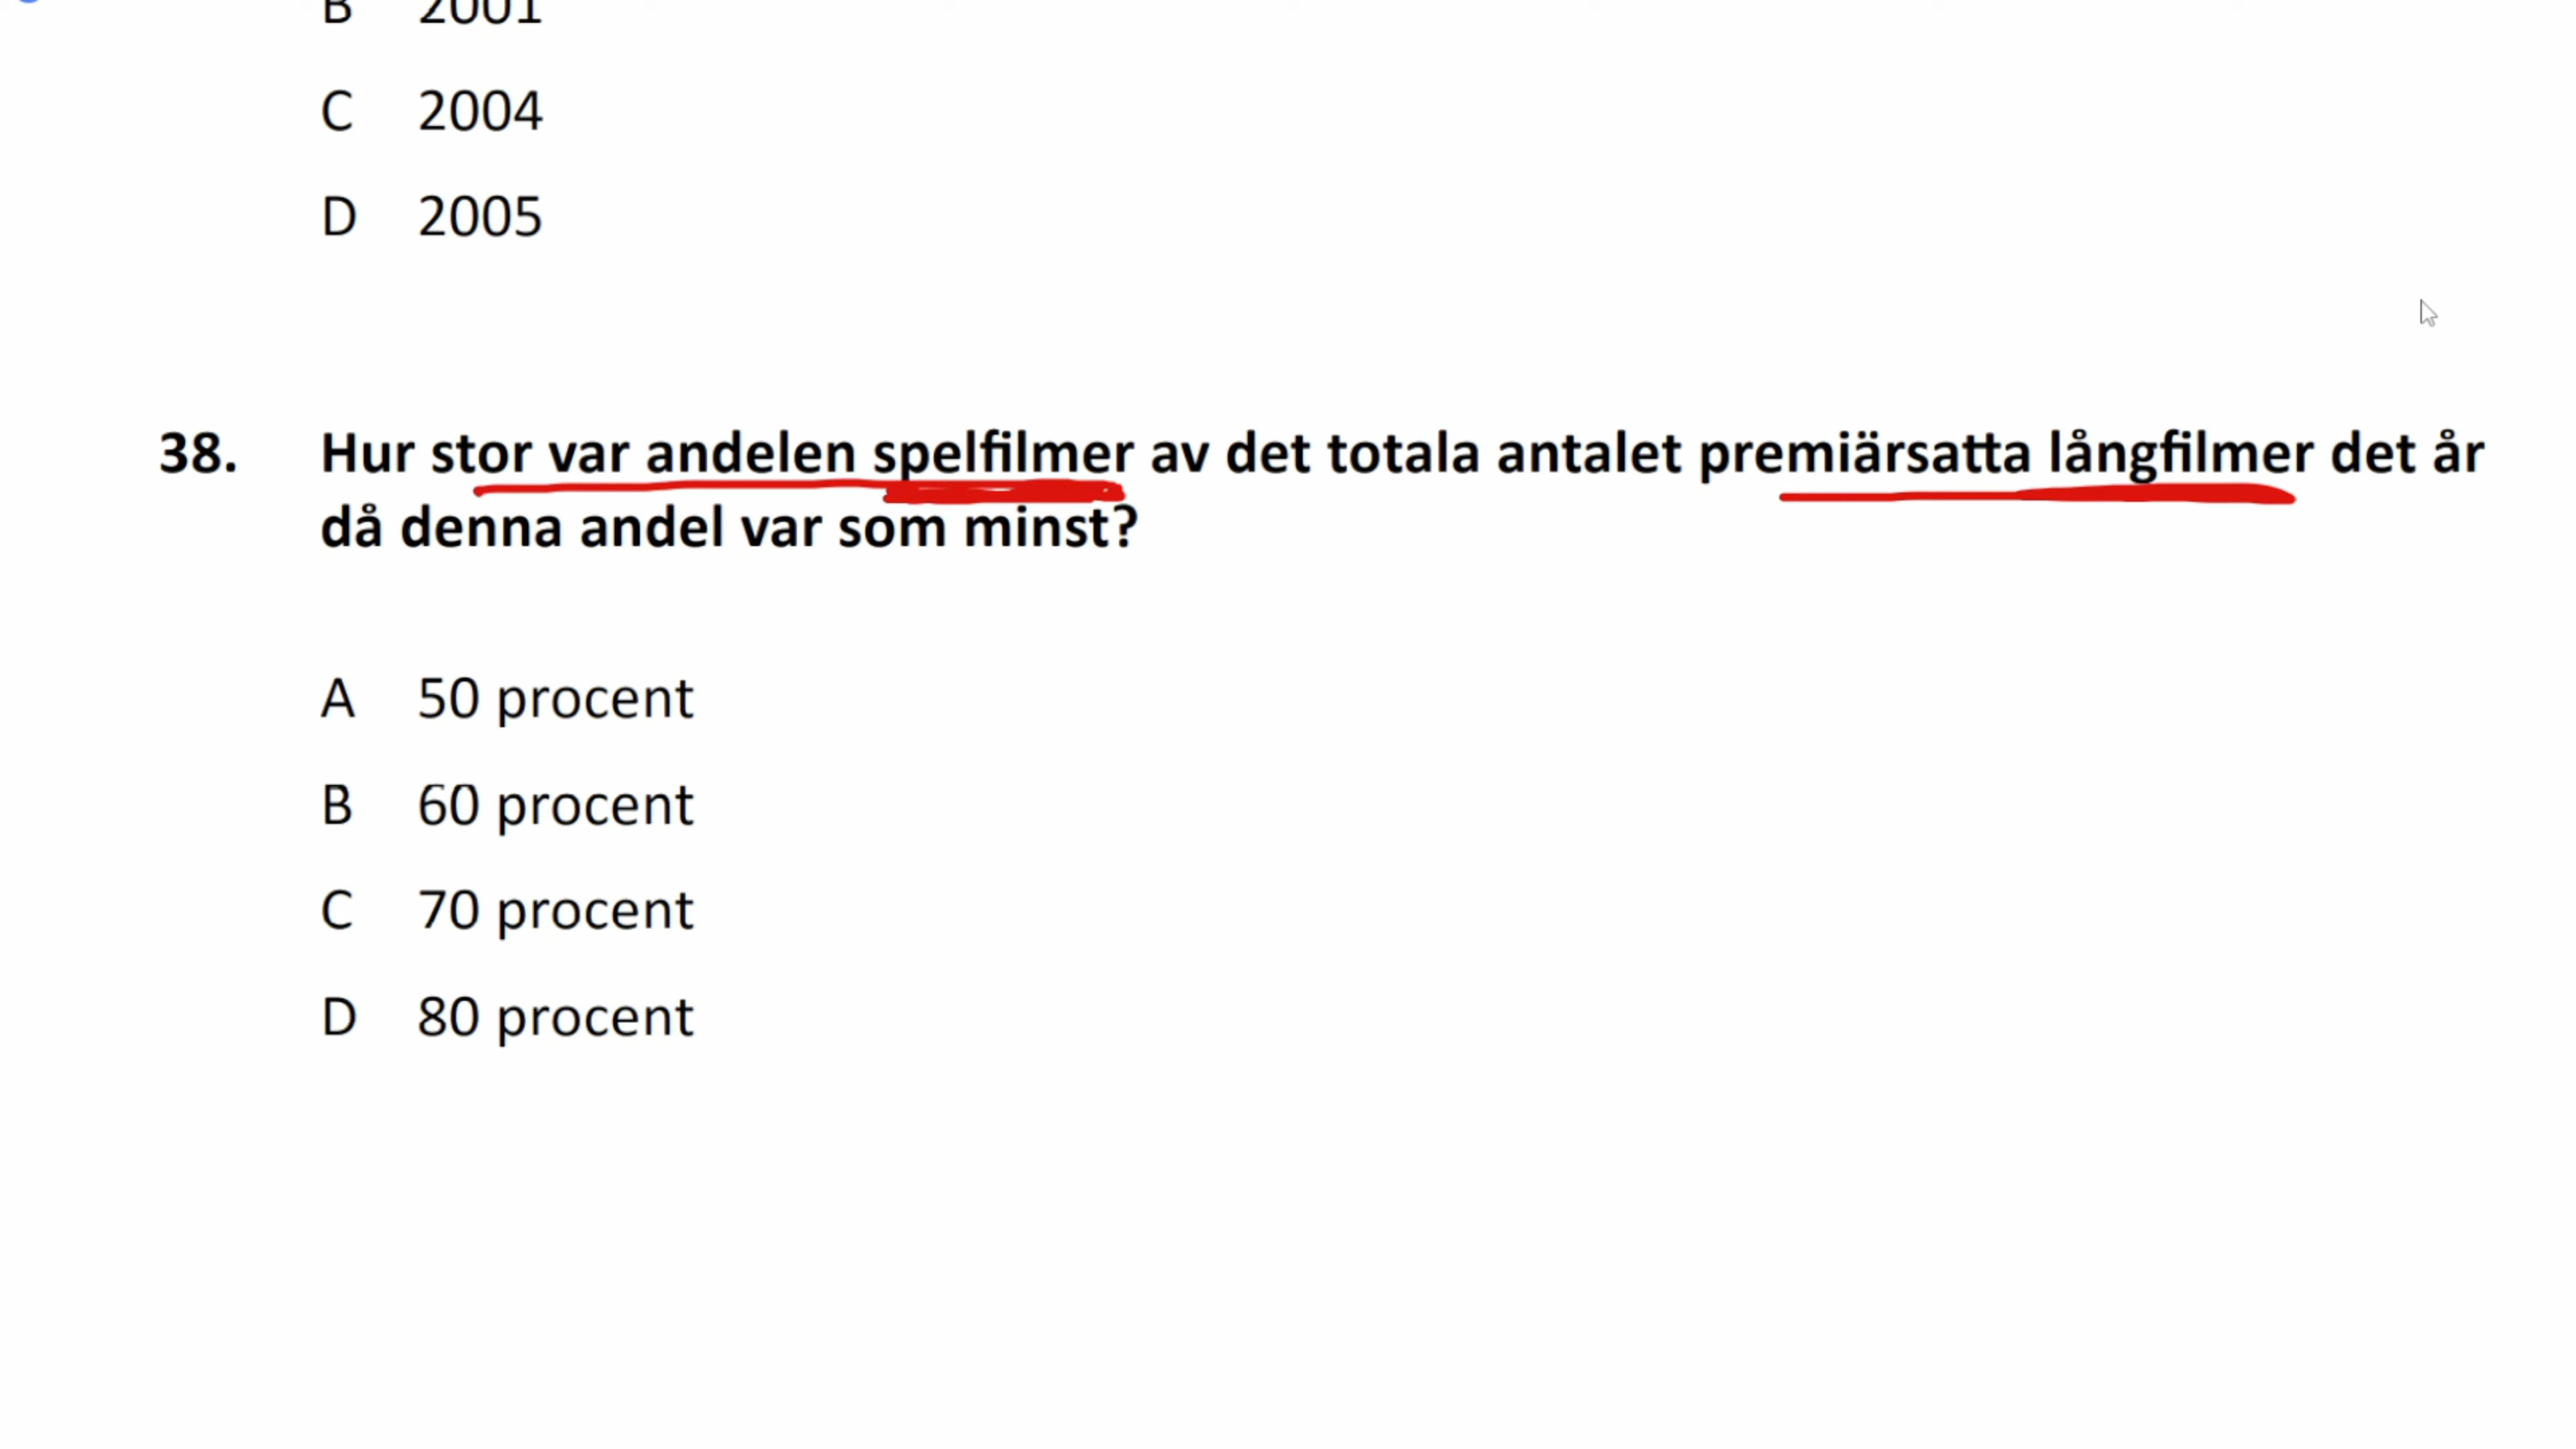 B 2001
C 2004
D 2005
38. Hur stor var andelen spelfilmer av det totala antalet premiärsatta långfilmer det år
då denna andel var som minst?
A 50 procent
B 60 procent
C 70 procent
D 80 procent